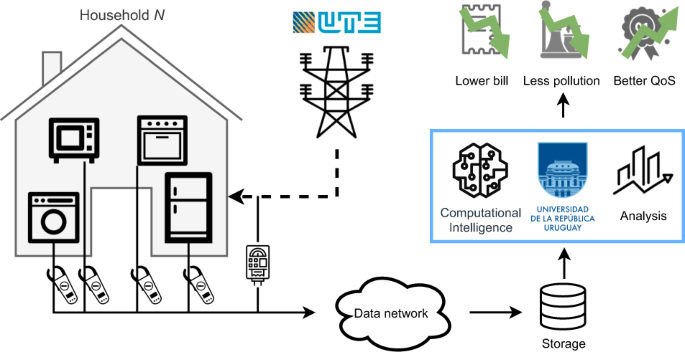 Household N
UTE
Lower bill
Less pollution
Better QoS
Computational
Intelligence
UNIVERSIDAD
DE LA REPÚBLICA
URUGUAY
Analysis
Data network
Storage